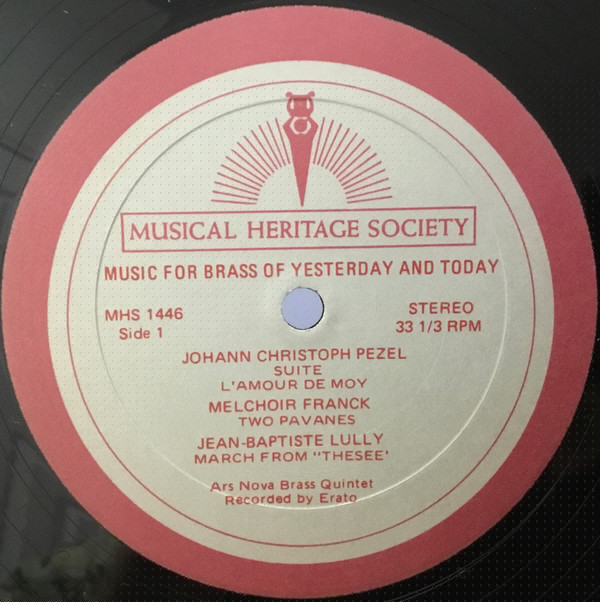 MUSICAL HERITAGE SOCIETY
MUSIC FOR BRASS OF YESTERDAY AND TODAY
MHS 1446
Side 1
STEREO
33 1/3 RPM
JOHANN CHRISTOPH PEZEL
SUITE
L'AMOUR DE MOY
MELCHOIR FRANCK
TWO PAVANES
JEAN-BAPTISTE LULLY
MARCH FROM "THESEE'
Ars Nova Brass Quintet
Recorded by Erato